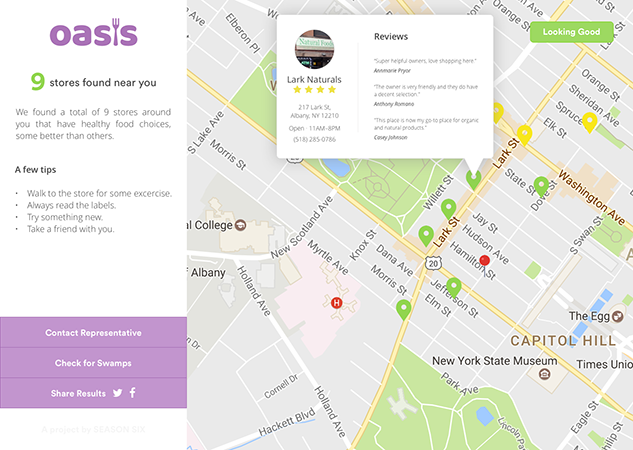 oasis
9 stores found near you
We found a total of 9 stores around
you that have healthy food choices,
some better than others.
A few tips
• Walk to the store for some excercise.
• Always read the labels.
• Try something new.
• Take a friend with you.
Contact Representative
Check for Swamps
Share Results
A project by SEASON SIX
Natural Foods
Lark Naturals
217 Lark St,
Albany, NY 12210
Open · 11AM–8PM
(518) 285-0786
Reviews
"Super helpful owners, love shopping here."
Annmarie Pryor
"The owner is very friendly and they do have
a decent selection."
Anthony Romano
"This place is now my go-to place for organic
and natural products."
Casey Johnson
Looking Good
Elberon Pl
S Lake Ave
Morris St
New Scotland Ave
Myrtle Ave
Knox St
Dana Ave
Morris St
Holland Ave
al College
f Albany
H
20
Willett St
Lark St
Lark St
Jay St
Hudson Ave
Hamilton St
Jefferson St
Elm St
State St
Dove St
Washington Ave
Spruce St
Orange St
Sherman St
S Swan St
The Egg
CAPITOL HILL
New York State Museum
Times Unio
Park Ave
Lincoln Park
Eagle St
Philip St
Cornell Dr
Holland Ave
Hackett Blvd